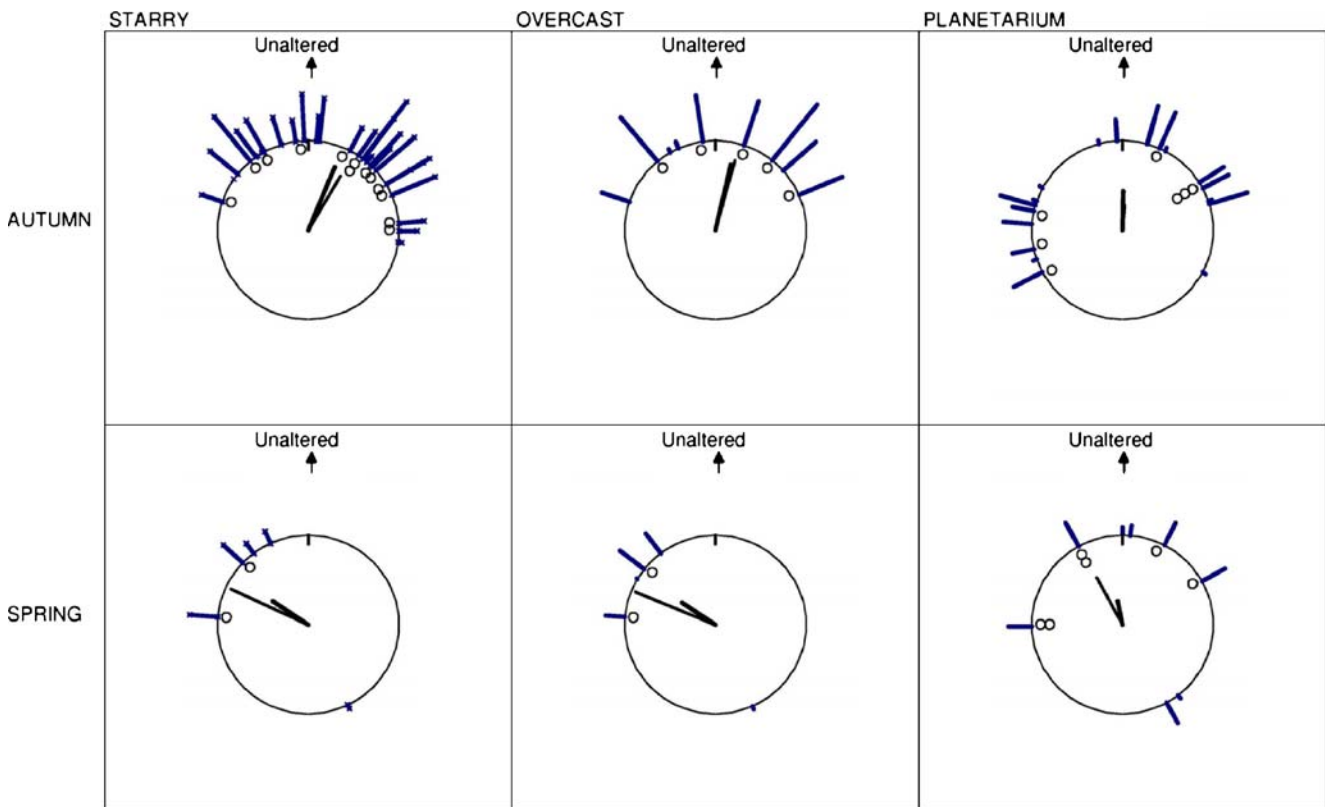 STARRY OVERCAST PLANETARIUM
Unaltered Unaltered Unaltered
AUTUMN
Unaltered Unaltered Unaltered
SPRING